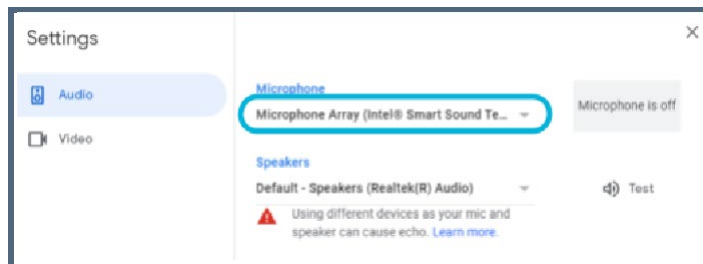 Settings
Audio
Video
Microphone
Microphone Array (Intel® Smart Sound Te...
Microphone is off
Speakers
Default - Speakers (Realtek(R) Audio)
Test
Using different devices as your mic and
speaker can cause echo. Learn more.